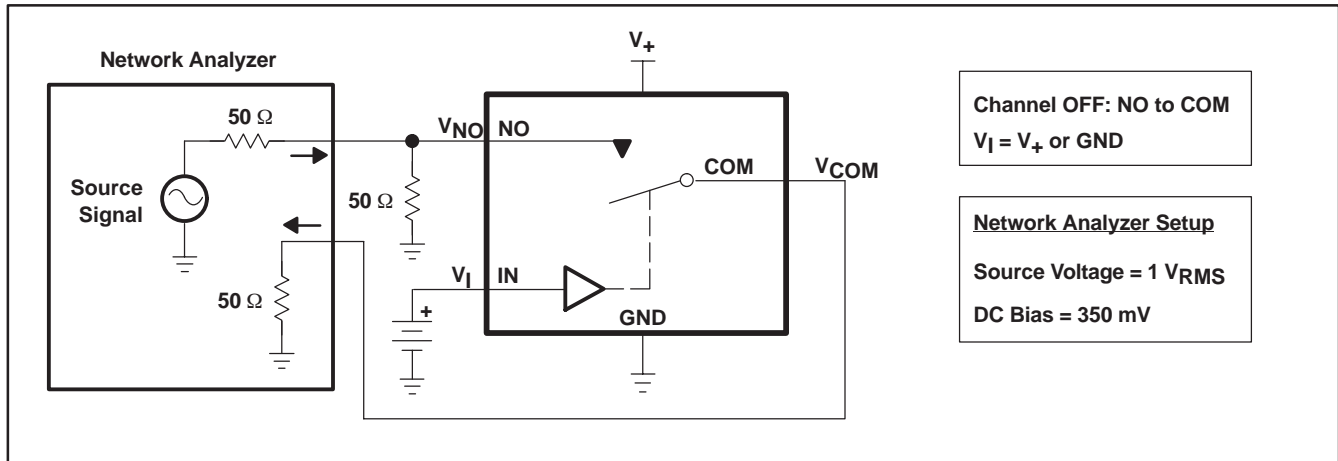 Network Analyzer
50 Ω
Source
Signal
50 Ω
50 Ω
V+
VNO NO
COM
VCOM
VI IN
+
GND
Channel OFF: NO to COM
VI = V+ or GND
Network Analyzer Setup
Source Voltage = 1 VRMS
DC Bias = 350 mV